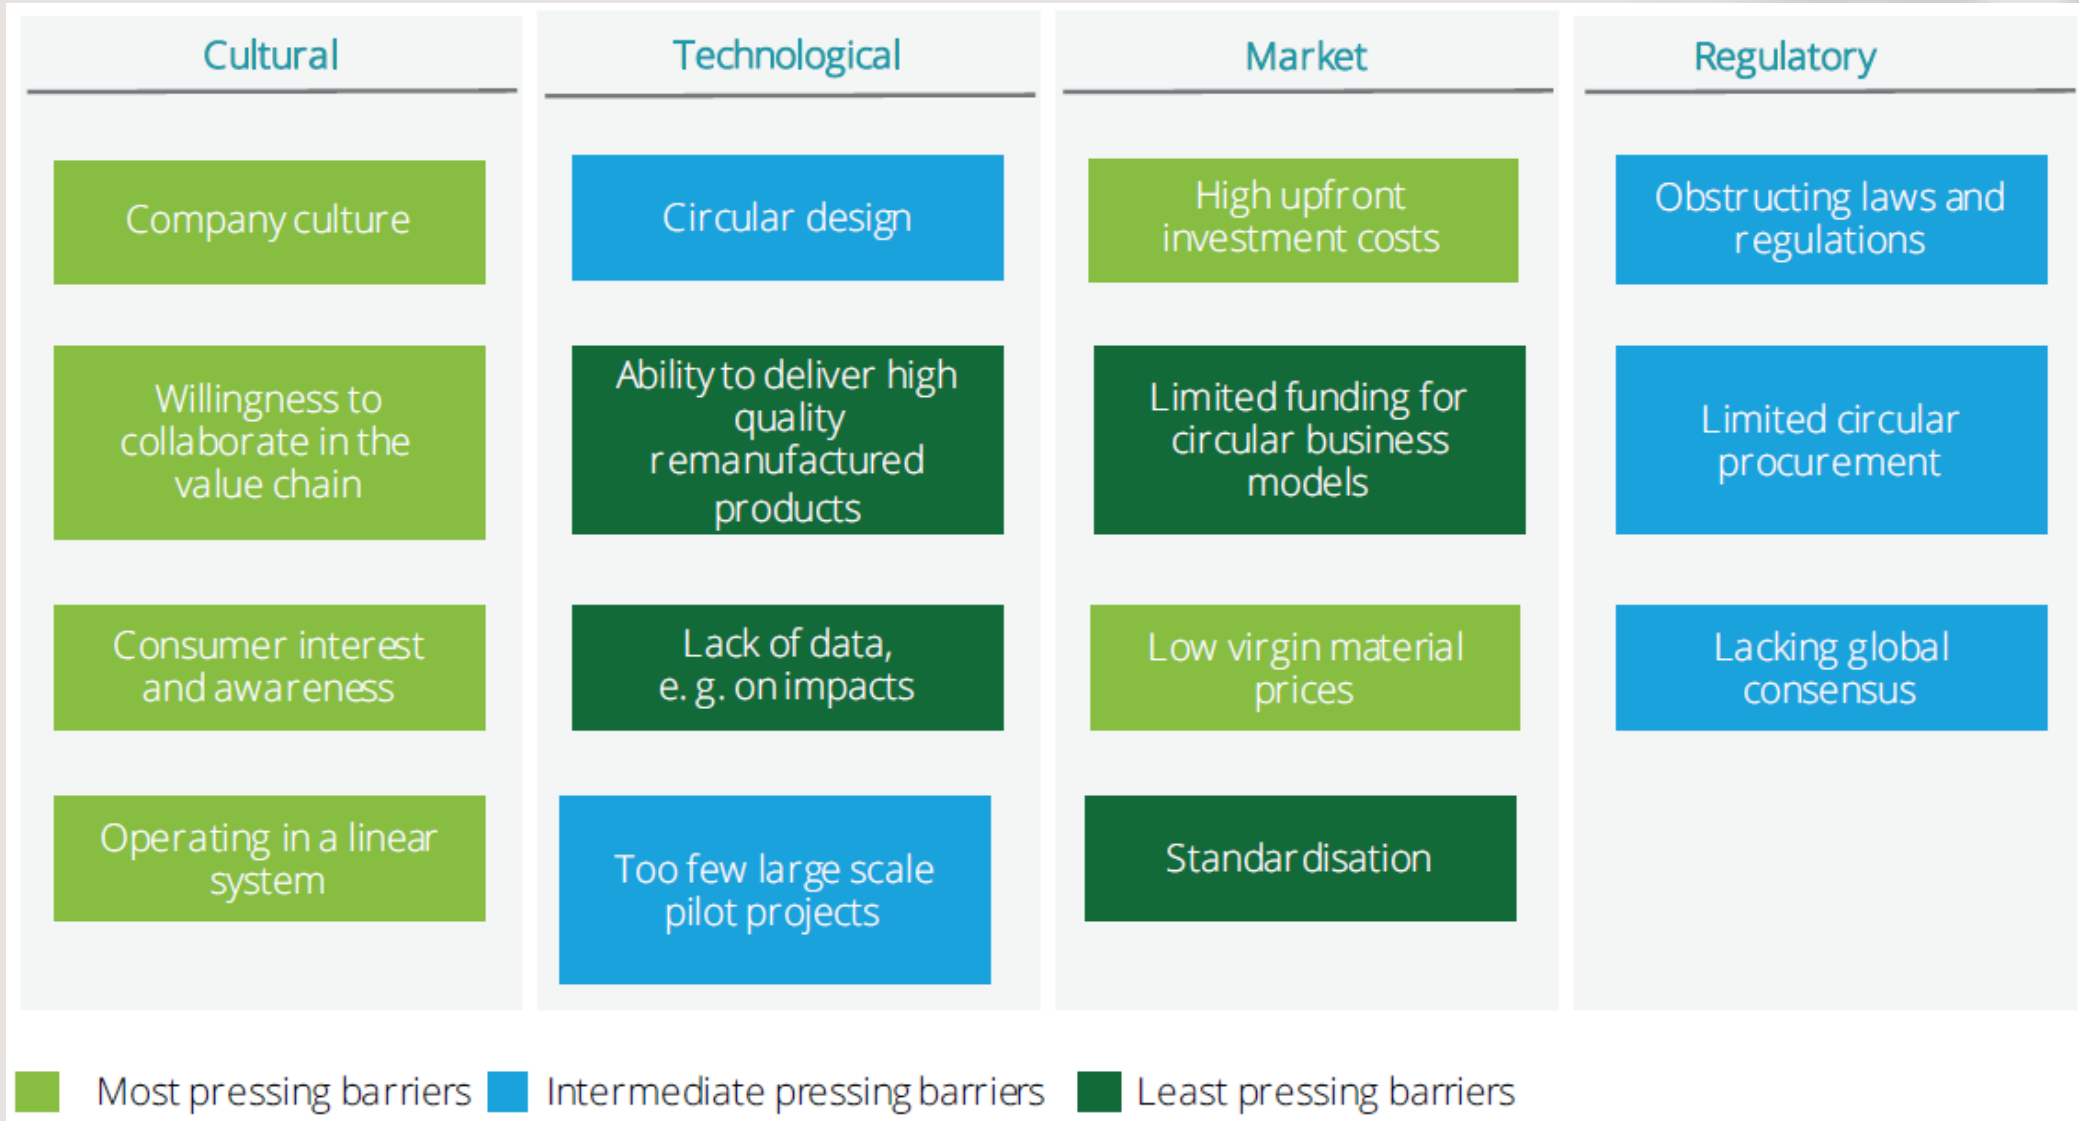 Cultural
Company culture
Willingness to
collaborate in the
value chain
Consumer interest
and awareness
Operating in a linear
system
Technological
Circular design
Ability to deliver high
quality
remanufactured
products
Lack of data,
e. g. on impacts
Too few large scale
pilot projects
Market
High upfront
investment costs
Limited funding for
circular business
models
Low virgin material
prices
Standardisation
Regulatory
Obstructing laws and
regulations
Limited circular
procurement
Lacking global
consensus
Most pressing barriers
Intermediate pressing barriers
Least pressing barriers